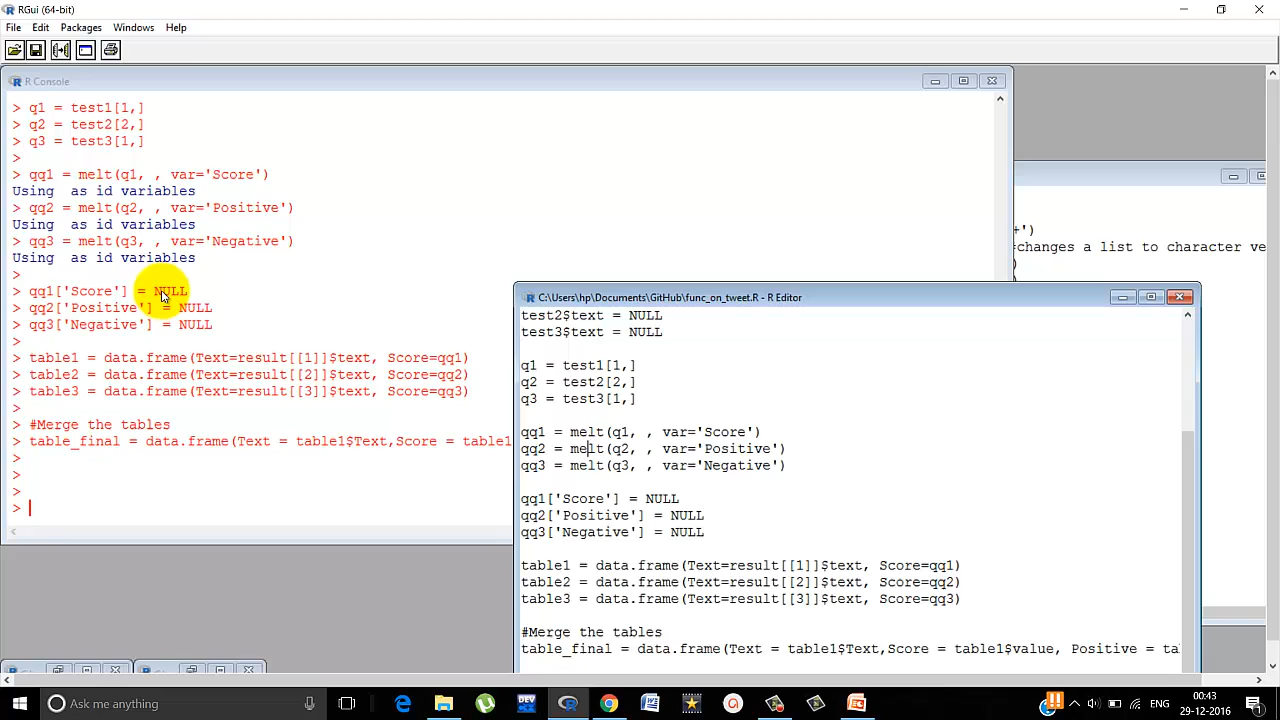 RGui (64-bit)
File Edit Packages Windows Help
R Console
> q1 = test1[1,]
> q2 = test2[2,]
> q3 = test3[1,]
>
> qq1 = melt(q1, , var='Score')
Using  as id variables
> qq2 = melt(q2, , var='Positive')
Using  as id variables
> qq3 = melt(q3, , var='Negative')
Using  as id variables
>
> qq1['Score'] = NULL
> qq2['Positive'] = NULL
> qq3['Negative'] = NULL
>
> table1 = data.frame(Text=result[[1]]$text, Score=qq1)
> table2 = data.frame(Text=result[[2]]$text, Score=qq2)
> table3 = data.frame(Text=result[[3]]$text, Score=qq3)
>
> #Merge the tables
> table_final = data.frame(Text = table1$Text,Score = table1
>
>
>
>
+')
changes a list to character ve
)
C:\Users\hp\Documents\GitHub\func_on_tweet.R - R Editor
test2$text = NULL
test3$text = NULL
q1 = test1[1,]
q2 = test2[2,]
q3 = test3[1,]
qq1 = melt(q1, , var='Score')
qq2 = melt(q2, , var='Positive')
qq3 = melt(q3, , var='Negative')
qq1['Score'] = NULL
qq2['Positive'] = NULL
qq3['Negative'] = NULL
table1 = data.frame(Text=result[[1]]$text, Score=qq1)
table2 = data.frame(Text=result[[2]]$text, Score=qq2)
table3 = data.frame(Text=result[[3]]$text, Score=qq3)
#Merge the tables
table_final = data.frame(Text = table1$Text,Score = table1$value, Positive = ta
Ask me anything
DEV
ENG
00:43
29-12-2016